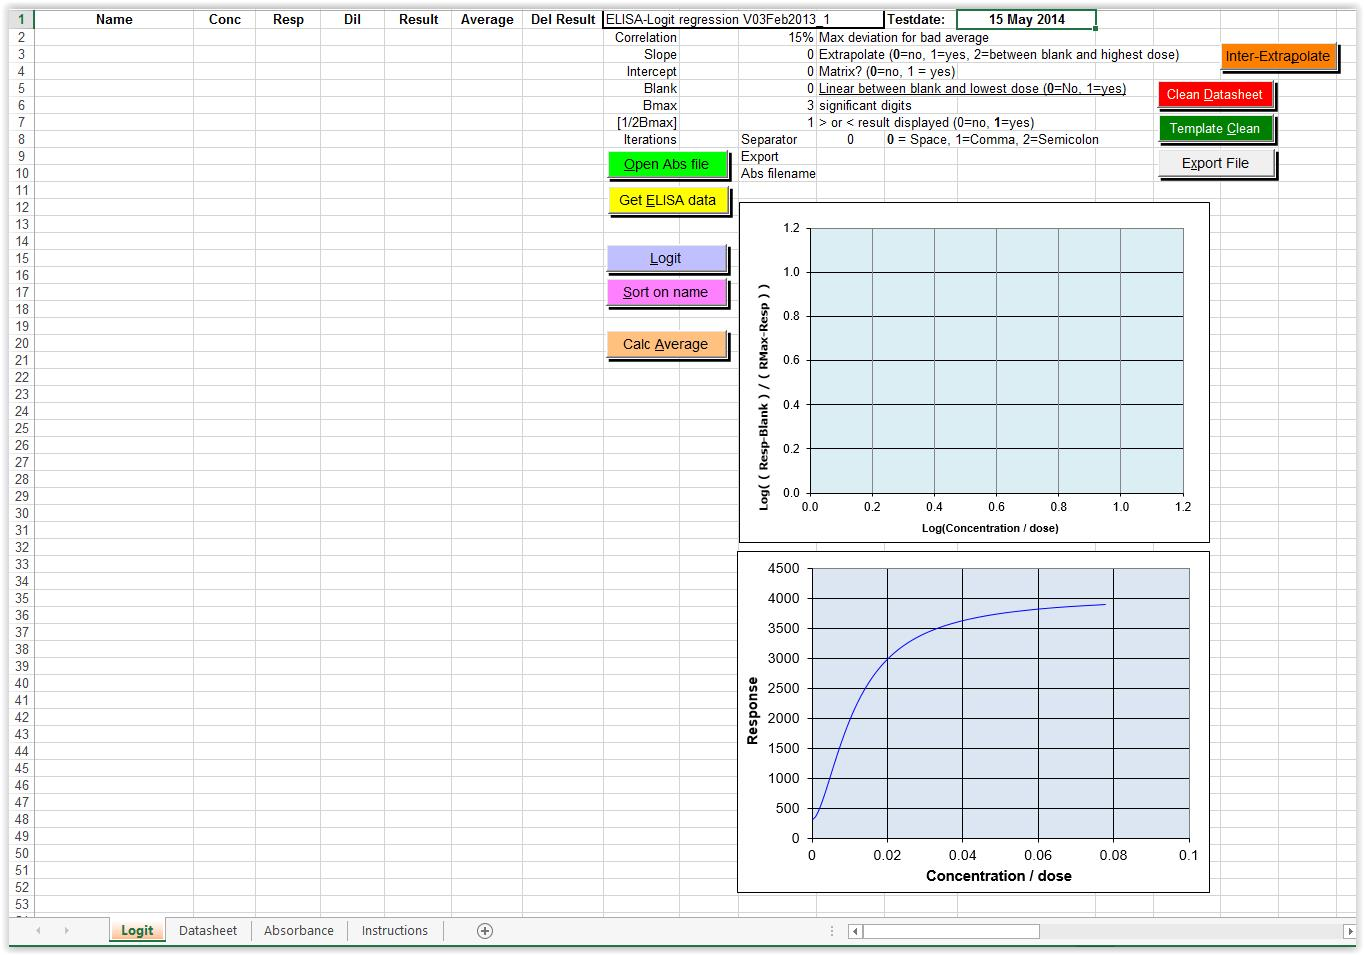 1 Name Conc Resp Dil Result Average Del Result ELISA-Logit regression V03Feb2013_1 Testdate: 15 May 2014
2 Correlation 15% Max deviation for bad average
3 Slope 0 Extrapolate (0=no, 1=yes, 2=between blank and highest dose) Inter-Extrapolate
4 Intercept 0 Matrix? (0=no, 1 = yes)
5 Blank 0 Linear between blank and lowest dose (0=No, 1=yes) Clean Datasheet
6 Bmax 3 significant digits
7 [1/2Bmax] 1 > or < result displayed (0=no, 1=yes) Template Clean
8 Iterations Separator 0 0 = Space, 1=Comma, 2=Semicolon
9 Export Export File
10 Open Abs file Abs filename
11
12 Get ELISA data
13
14
15 Logit
16
17 Sort on name
18
19
20 Calc Average
21
22
23
24
25
26
27
28
29
30
31
32
33
34
35
36
37
38
39
40
41
42
43
44
45
46
47
48
49
50
51
52
53
1.2
1.0
0.8
0.6
0.4
0.2
0.0
0.0 0.2 0.4 0.6 0.8 1.0 1.2
Log( ( Resp-Blank ) / ( RMax-Resp ) )
Log(Concentration / dose)
4500
4000
3500
3000
2500
2000
1500
1000
500
0
0 0.02 0.04 0.06 0.08 0.1
Response
Concentration / dose
Logit Datasheet Absorbance Instructions